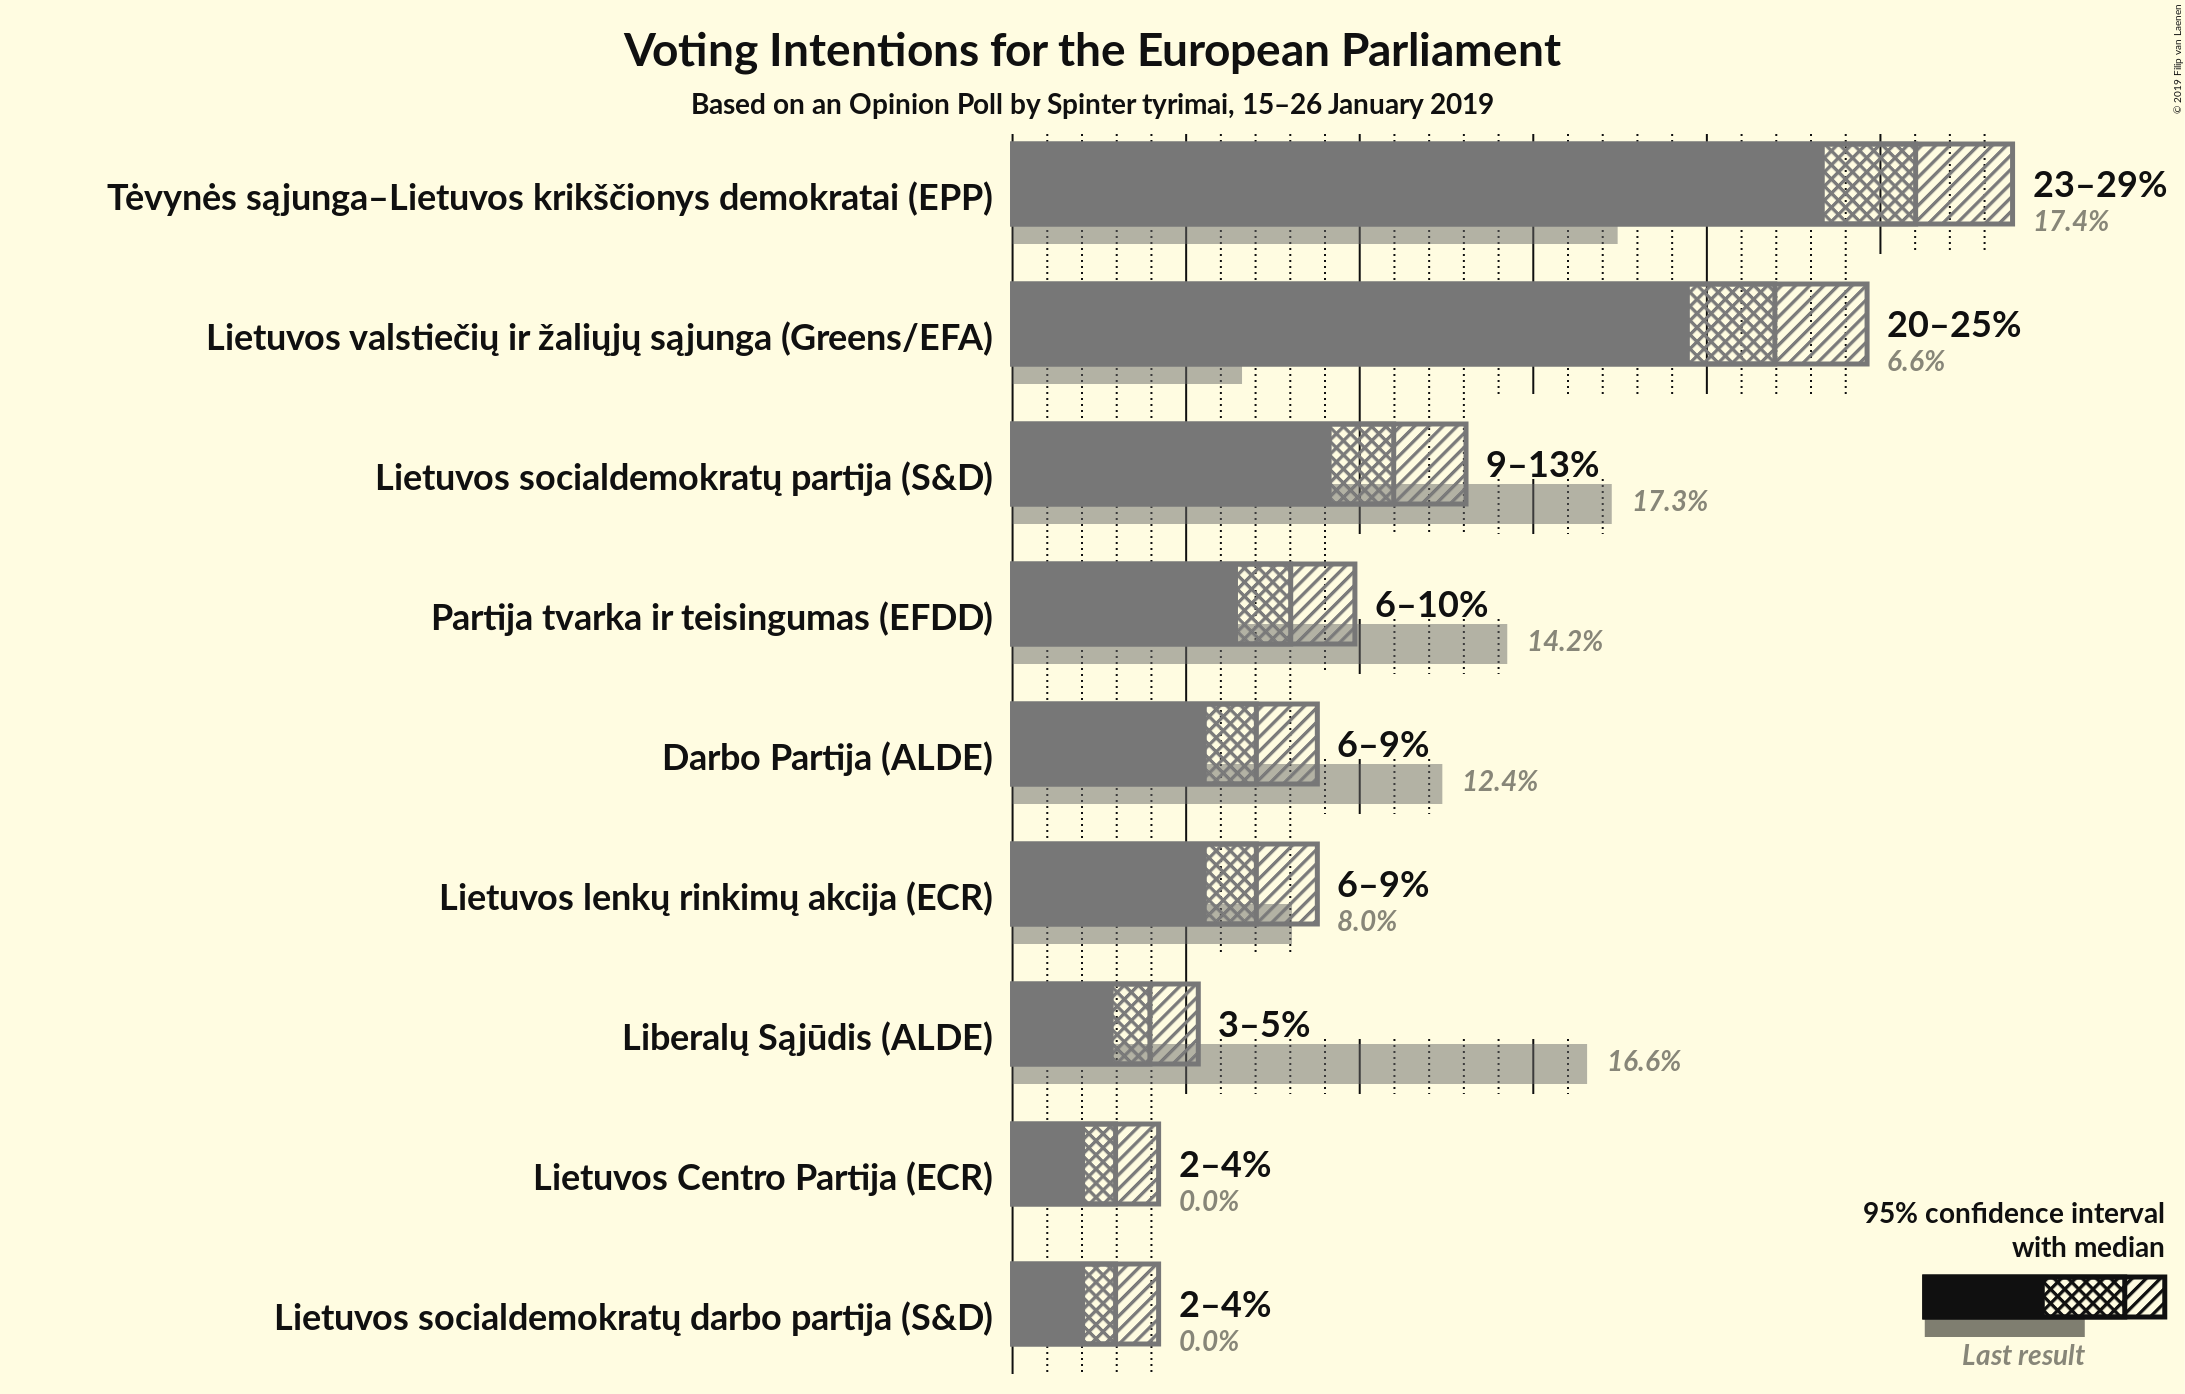 Voting Intentions for the European Parliament
Based on an Opinion Poll by Spinter tyrimai, 15–26 January 2019
© 2019 Filip van Laenen
Tėvynės sąjunga–Lietuvos krikščionys demokratai (EPP)
23–29%
17.4%
Lietuvos valstiečių ir žaliųjų sąjunga (Greens/EFA)
20–25%
6.6%
Lietuvos socialdemokratų partija (S&D)
9–13%
17.3%
Partija tvarka ir teisingumas (EFDD)
6–10%
14.2%
Darbo Partija (ALDE)
6–9%
12.4%
Lietuvos lenkų rinkimų akcija (ECR)
6–9%
8.0%
Liberalų Sąjūdis (ALDE)
3–5%
16.6%
Lietuvos Centro Partija (ECR)
2–4%
0.0%
Lietuvos socialdemokratų darbo partija (S&D)
2–4%
0.0%
95% confidence interval
with median
Last result